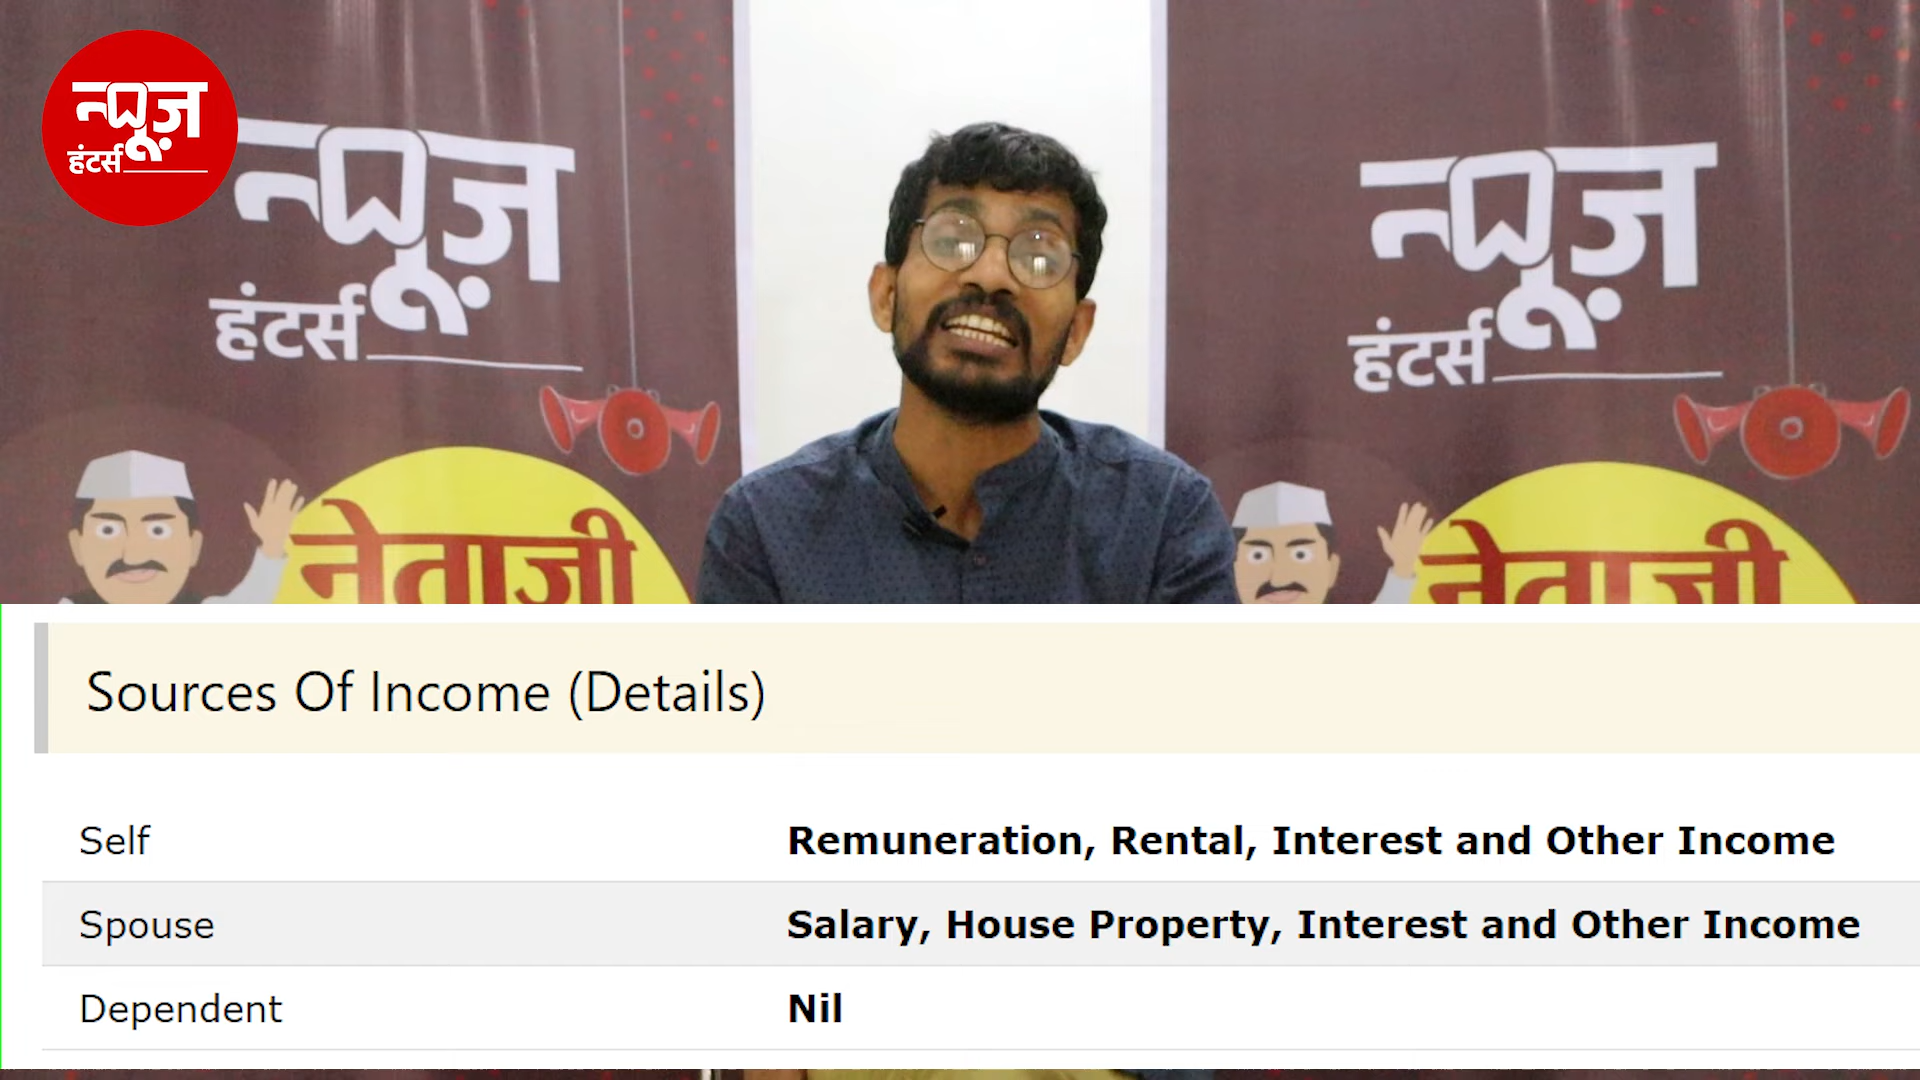 न्यूज़
हंटर्स
न्यूज़
हंटर्स
न्यूज़
हंटर्स
नेताजी
नेताजी
Sources Of Income (Details)
Self Remuneration, Rental, Interest and Other Income
Spouse Salary, House Property, Interest and Other Income
Dependent Nil